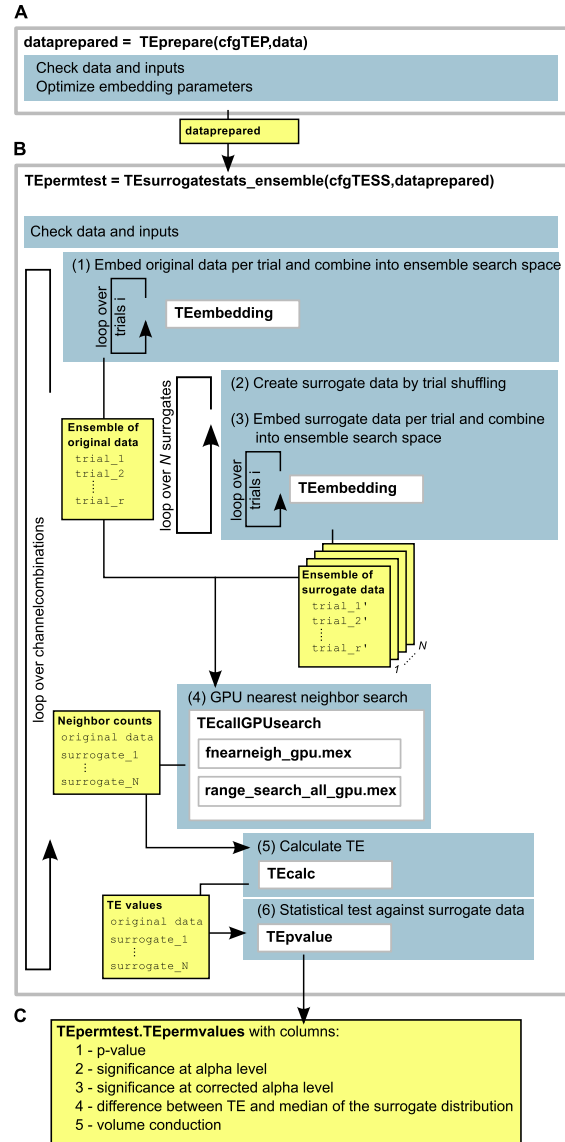 A
dataprepared = TEprepare(cfgTEP,data)
Check data and inputs
Optimize embedding parameters
dataprepared
B
TEpermtest = TEsurrogatestats_ensemble(cfgTESS,dataprepared)
Check data and inputs
(1) Embed original data per trial and combine into ensemble search space
loop over
trials i
TEembedding
(2) Create surrogate data by trial shuffling
(3) Embed surrogate data per trial and combine
into ensemble search space
loop over N surrogates
loop over
trials i
TEembedding
Ensemble of
original data
trial_1
trial_2
⋮
trial_r
loop over channelcombinations
Ensemble of
surrogate data
trial_1'
trial_2'
⋮
trial_r'
1 ...... N
(4) GPU nearest neighbor search
TEcallGPUsearch
fnearneigh_gpu.mex
range_search_all_gpu.mex
Neighbor counts
original data
surrogate_1
⋮
surrogate_N
(5) Calculate TE
TEcalc
TE values
original data
surrogate_1
⋮
surrogate_N
(6) Statistical test against surrogate data
TEpvalue
C
TEpermtest.TEpermvalues with columns:
1 - p-value
2 - significance at alpha level
3 - significance at corrected alpha level
4 - difference between TE and median of the surrogate distribution
5 - volume conduction